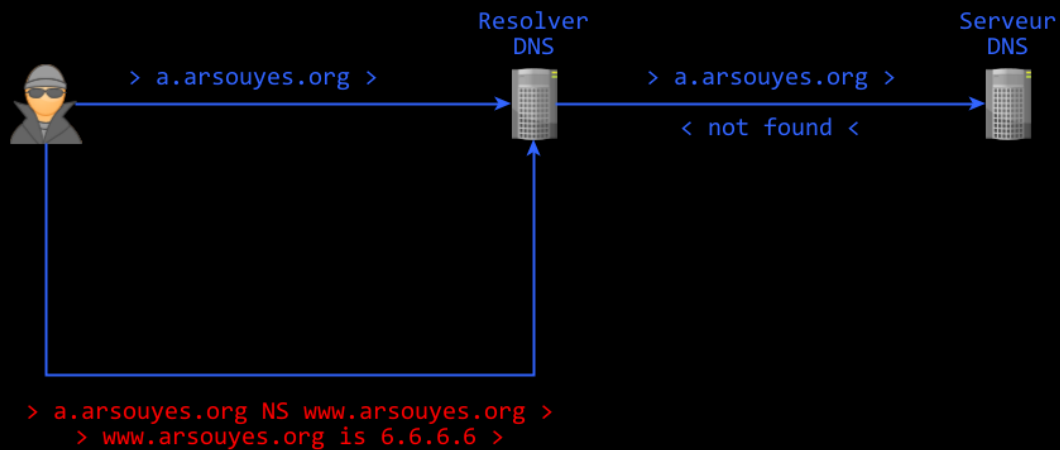 Resolver
DNS
Serveur
DNS
> a.arsouyes.org >
> a.arsouyes.org >
< not found <
> a.arsouyes.org NS www.arsouyes.org >
> www.arsouyes.org is 6.6.6.6 >